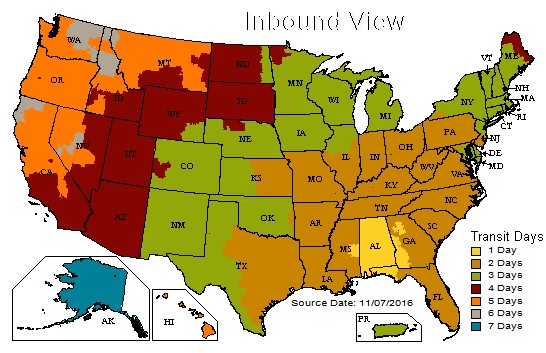 Inbound View
WA
OR
CA
NV
ID
MT
WY
UT
AZ
CO
NM
ND
SD
NE
KS
OK
TX
MN
IA
MO
AR
LA
WI
IL
MI
IN
OH
KY
TN
MS
AL
GA
FL
SC
NC
VA
WV
PA
NY
VT
ME
NH
MA
RI
CT
NJ
DE
MD
AK
HI
PR
Source Date: 11/07/2016
Transit Days
1 Day
2 Days
3 Days
4 Days
5 Days
6 Days
7 Days